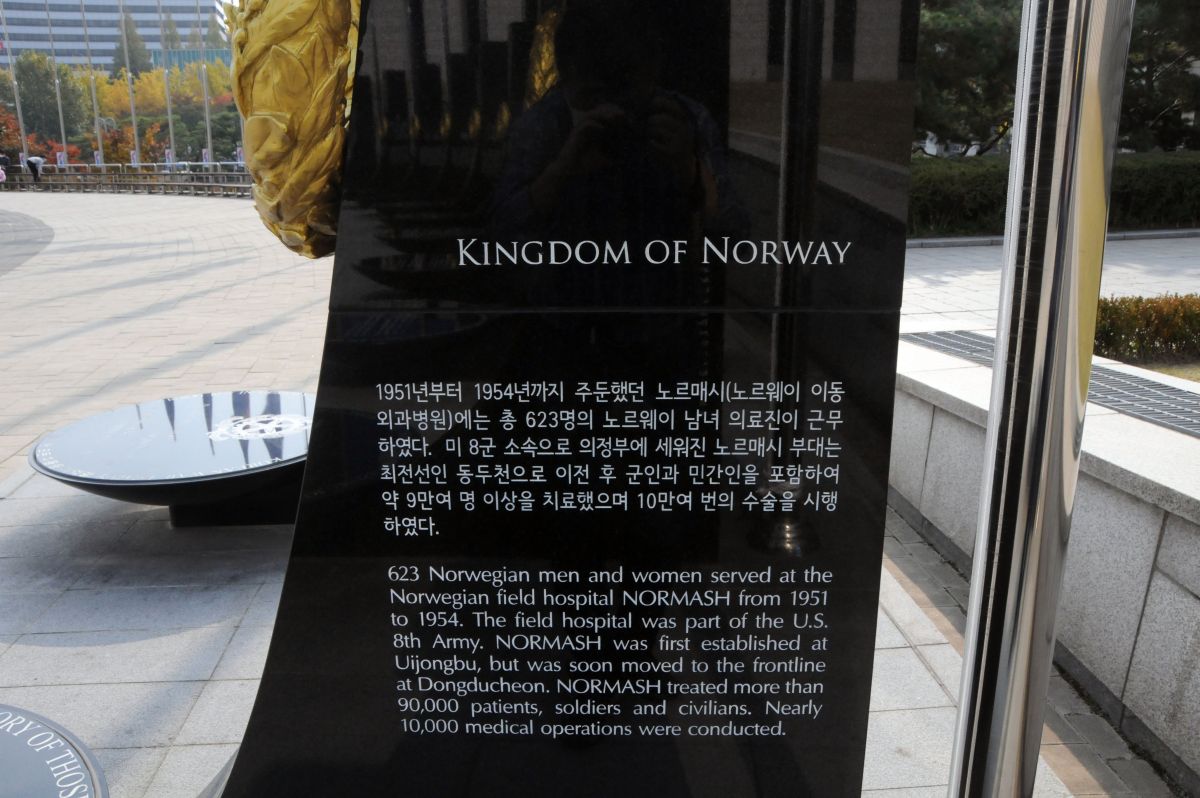 KINGDOM OF NORWAY
1951년부터 1954년까지 주둔했던 노르매시(노르웨이 이동
외과병원)에는 총 623명의 노르웨이 남녀 의료진이 근무
하였다. 미 8군 소속으로 의정부에 세워진 노르매시 부대는
최전선인 동두천으로 이전 후 군인과 민간인을 포함하여
약 9만여 명 이상을 치료했으며 10만여 번의 수술을 시행
하였다.
623 Norwegian men and women served at the
Norwegian field hospital NORMASH from 1951
to 1954. The field hospital was part of the U.S.
8th Army. NORMASH was first established at
Uijongbu, but was soon moved to the frontline
at Dongducheon. NORMASH treated more than
90,000 patients, soldiers and civilians. Nearly
10,000 medical operations were conducted.
OF THOS